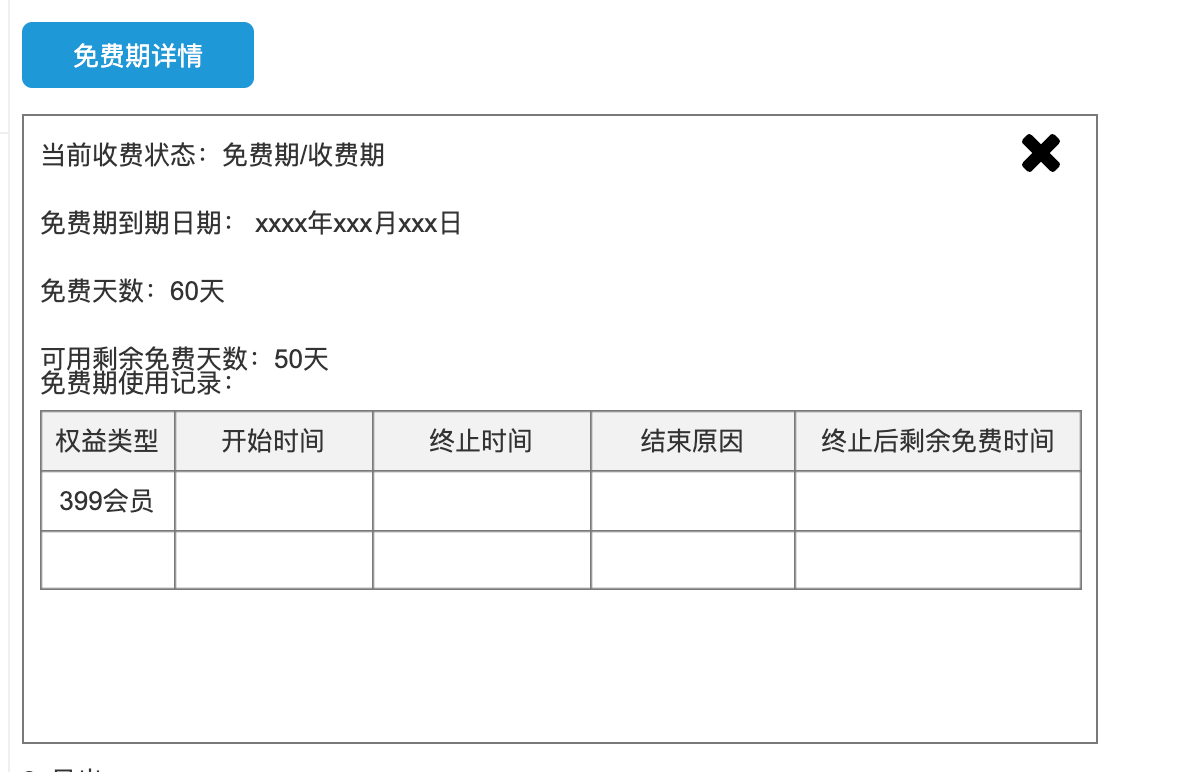 免费期详情
当前收费状态：免费期/收费期
免费期到期日期： xxxx年xxx月xxx日
免费天数：60天
可用剩余免费天数：50天
免费期使用记录：
权益类型 开始时间 终止时间 结束原因 终止后剩余免费时间
399会员